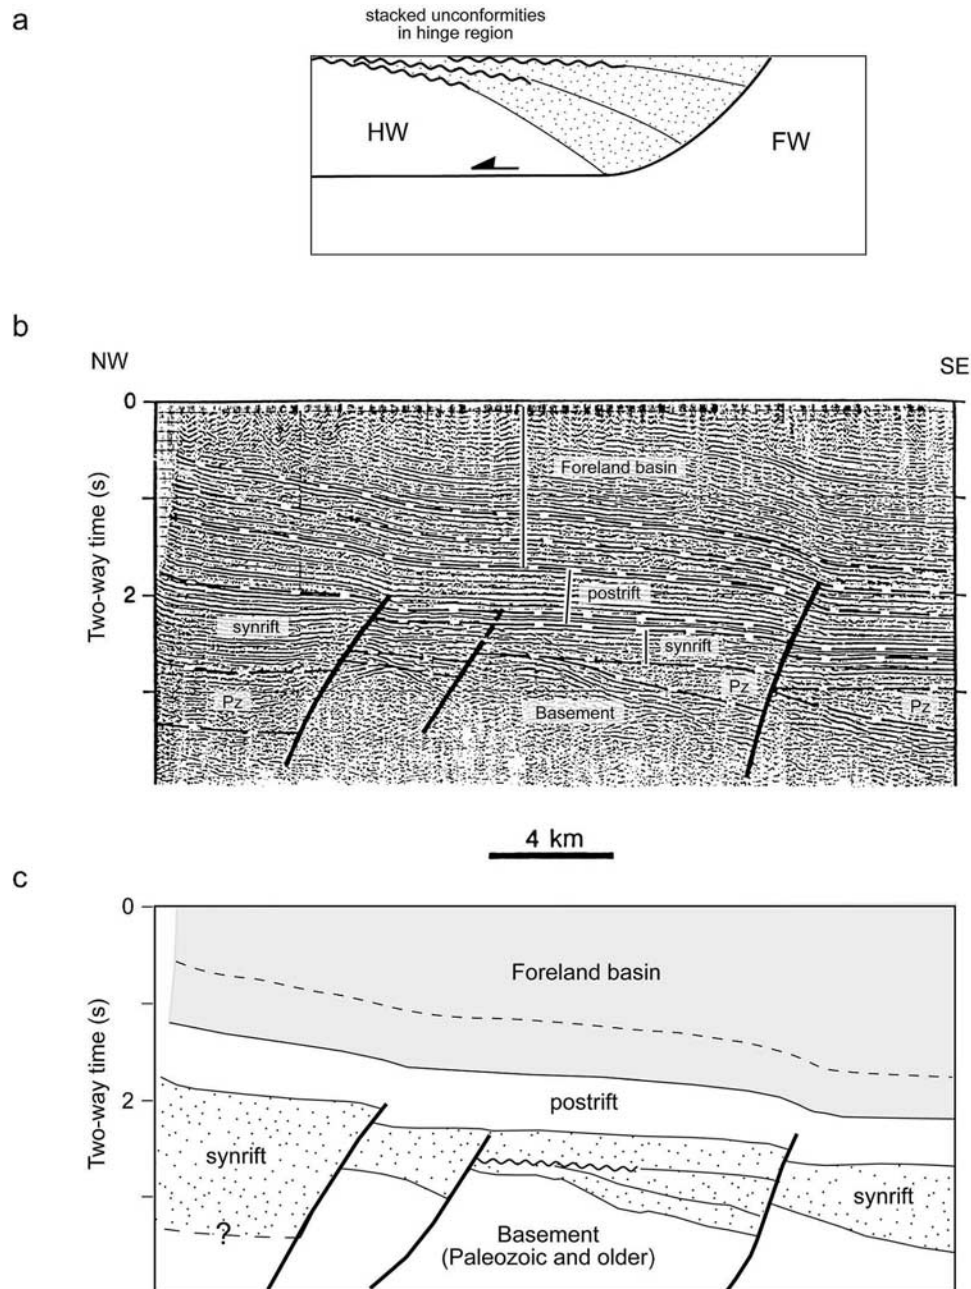 a
stacked unconformities
in hinge region
HW
FW
b
NW
SE
0
Foreland basin
Two-way time (s)
2
postrift
synrift
synrift
Pz
Pz
Pz
Basement
4 km
c
0
Foreland basin
Two-way time (s)
2
postrift
synrift
synrift
?
Basement
(Paleozoic and older)